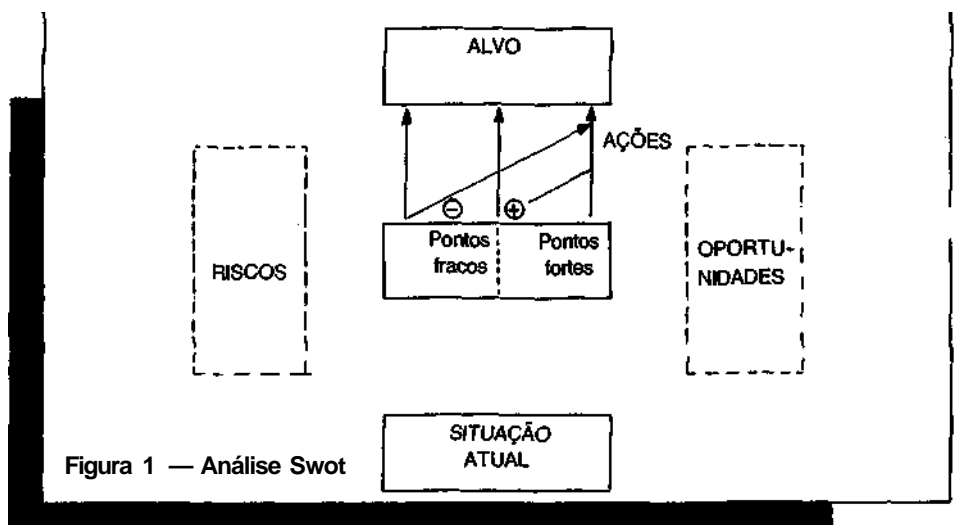 ALVO
AÇÕES
⊖ ⊕
Pontos
fracos
Pontos
fortes
RISCOS
OPORTU-
NIDADES
SITUAÇÃO
ATUAL
Figura 1 — Análise Swot